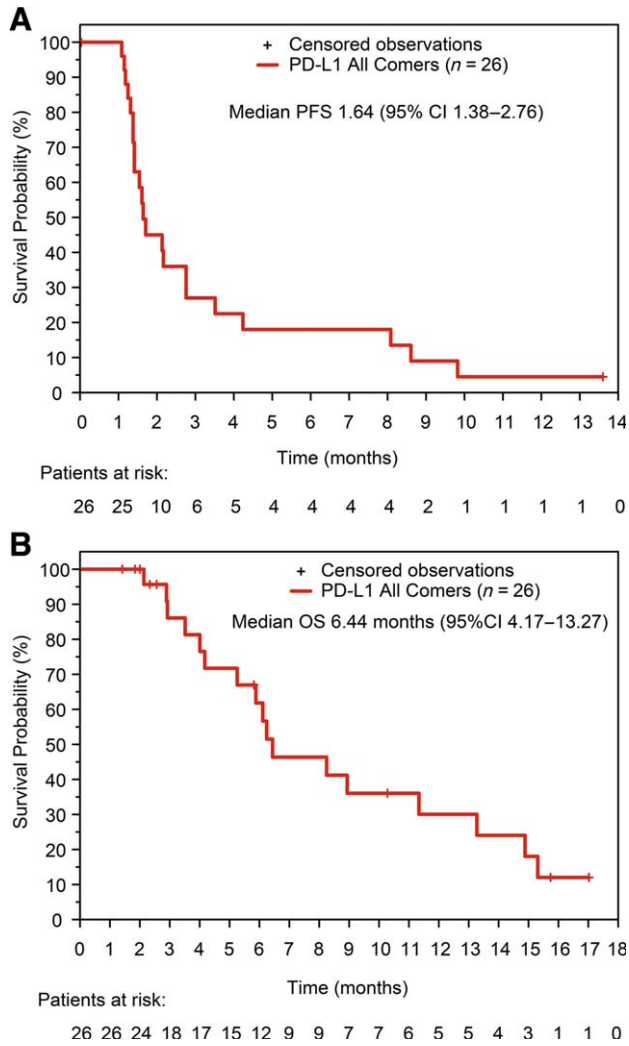 A
+ Censored observations
PD-L1 All Comers (n = 26)
Median PFS 1.64 (95% CI 1.38–2.76)
Survival Probability (%)
100
90
80
70
60
50
40
30
20
10
0
0 1 2 3 4 5 6 7 8 9 10 11 12 13 14
Time (months)
Patients at risk:
26 25 10 6 5 4 4 4 4 2 1 1 1 1 0
B
+ Censored observations
PD-L1 All Comers (n = 26)
Median OS 6.44 months (95%CI 4.17–13.27)
Survival Probability (%)
100
90
80
70
60
50
40
30
20
10
0
0 1 2 3 4 5 6 7 8 9 10 11 12 13 14 15 16 17 18
Time (months)
Patients at risk:
26 26 24 18 17 15 12 9 9 7 7 6 5 5 4 3 1 1 0